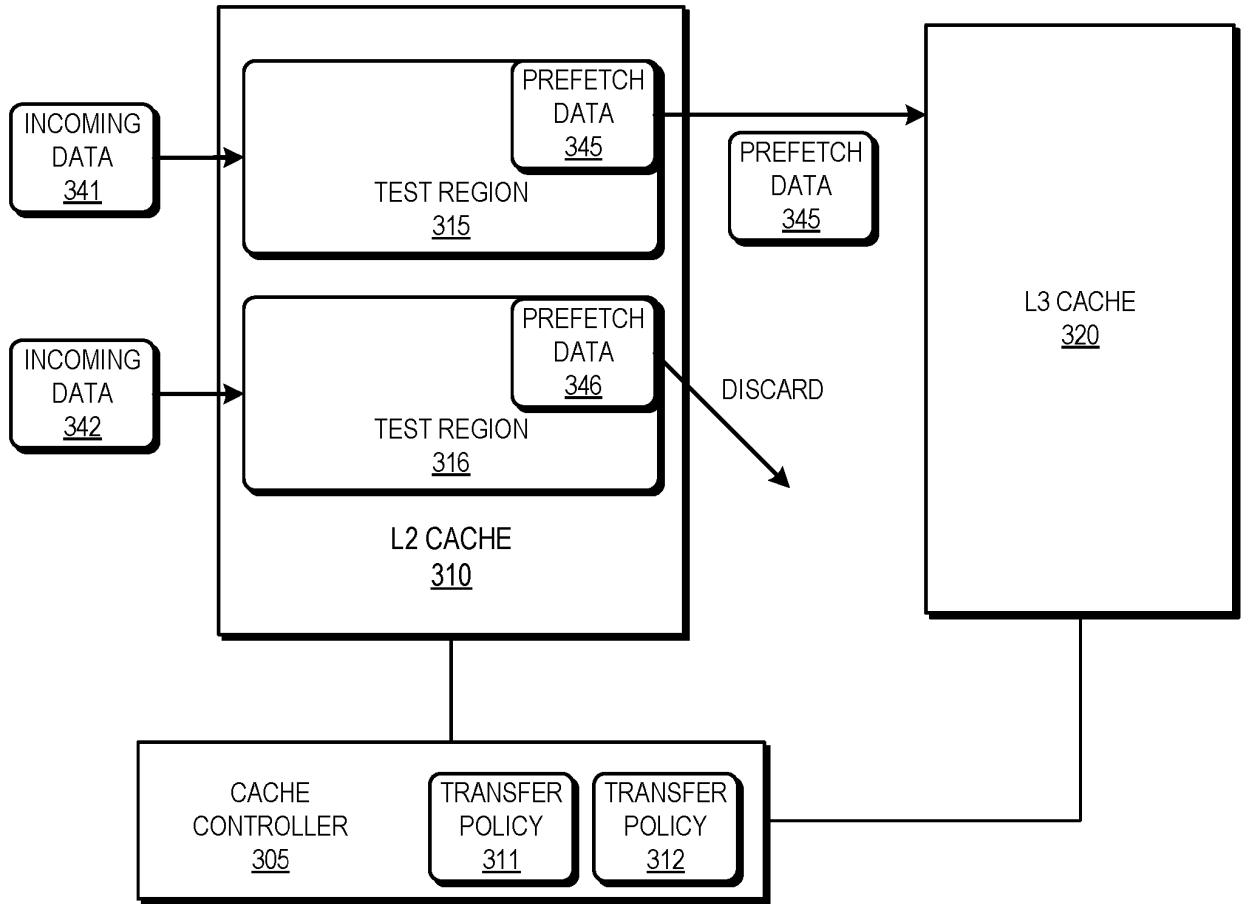 INCOMING
DATA
341
PREFETCH
DATA
345
TEST REGION
315
PREFETCH
DATA
345
INCOMING
DATA
342
PREFETCH
DATA
346
TEST REGION
316
DISCARD
L2 CACHE
310
L3 CACHE
320
CACHE
CONTROLLER
305
TRANSFER
POLICY
311
TRANSFER
POLICY
312